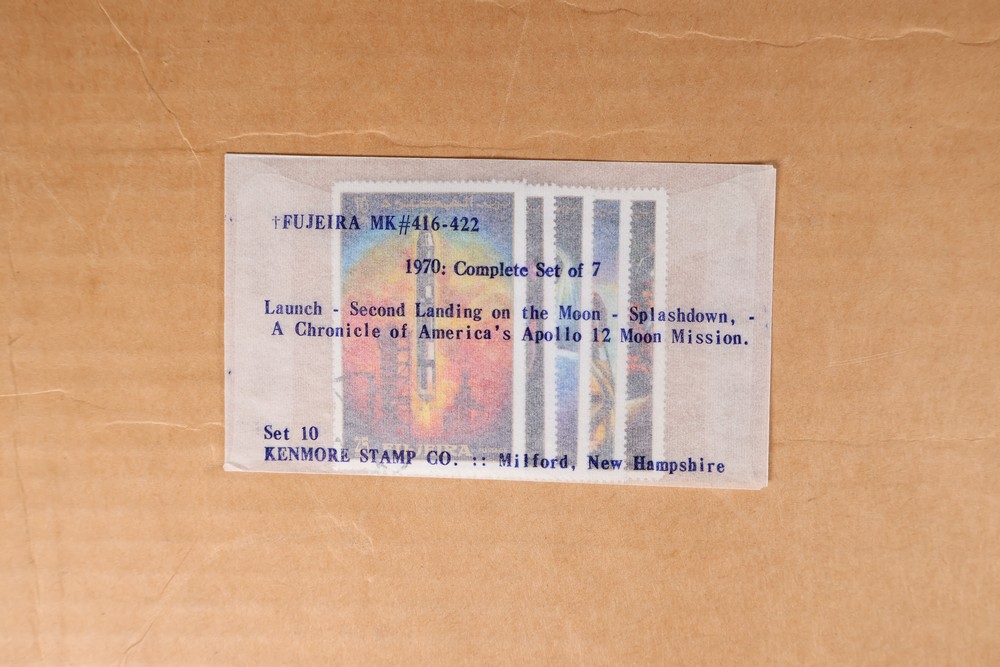 †FUJEIRA MK#416-422
1970: Complete Set of 7
Launch - Second Landing on the Moon - Splashdown, -
A Chronicle of America's Apollo 12 Moon Mission.
Set 10
KENMORE STAMP CO. :: Milford, New Hampshire
FUJEIRA